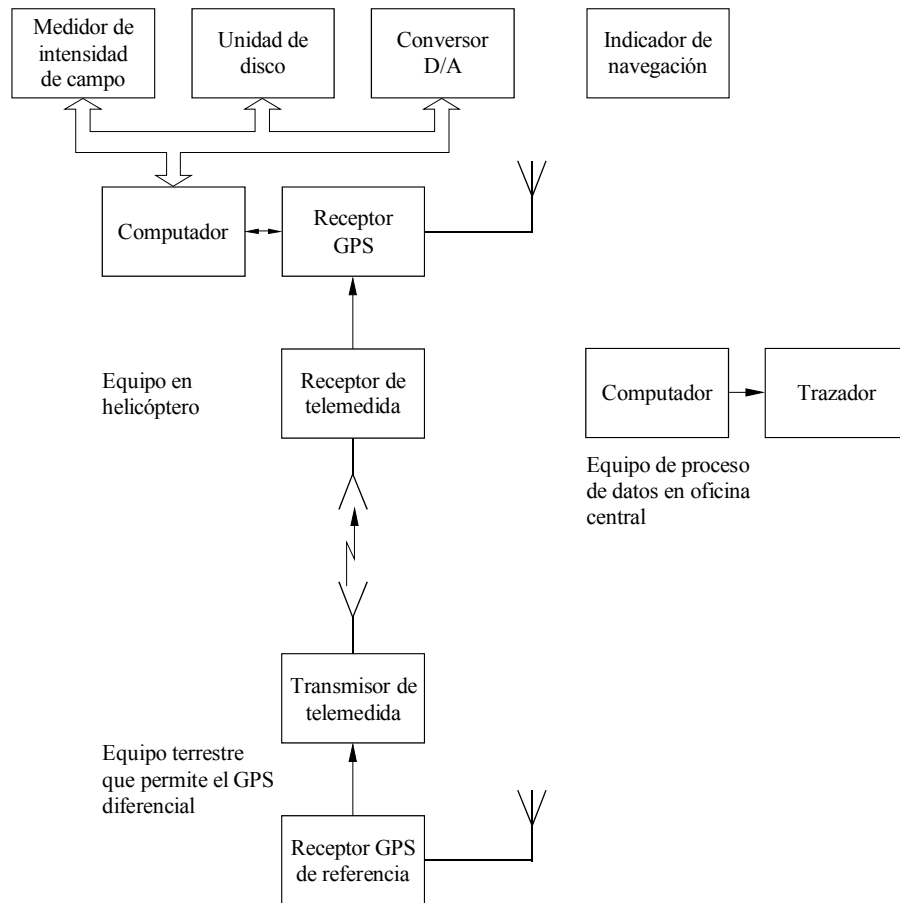 Medidor de
intensidad
de campo
Unidad de
disco
Conversor
D/A
Indicador de
navegación
Computador
Receptor
GPS
Equipo en
helicóptero
Receptor de
telemedida
Computador
Trazador
Equipo de proceso
de datos en oficina
central
Transmisor de
telemedida
Equipo terrestre
que permite el GPS
diferencial
Receptor GPS
de referencia